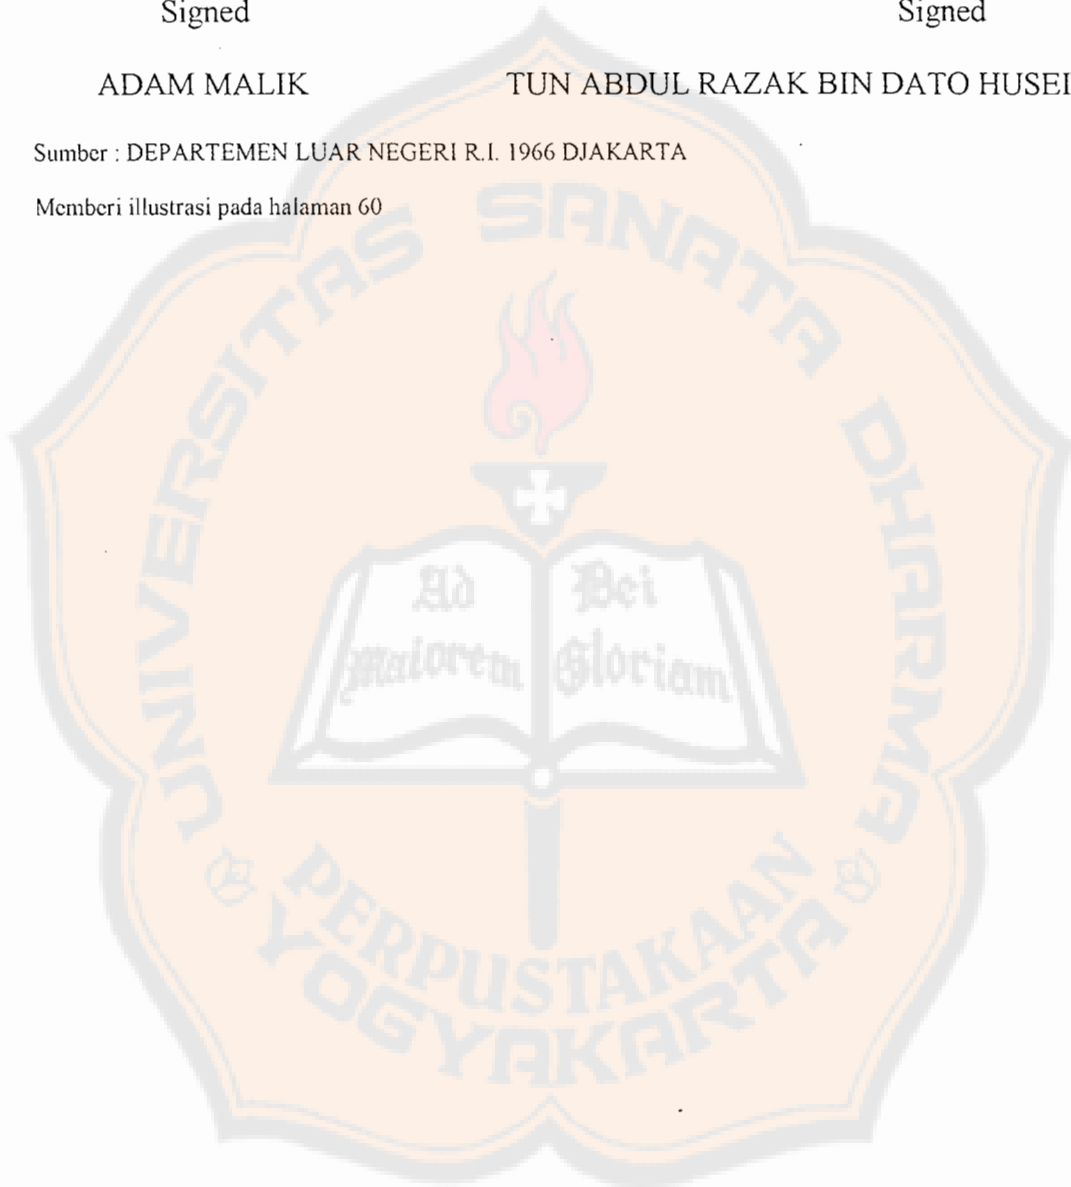 Signed Signed
ADAM MALIK TUN ABDUL RAZAK BIN DATO HUSEI
Sumber : DEPARTEMEN LUAR NEGERI R.I. 1966 DJAKARTA
Memberi illustrasi pada halaman 60
UNIVERSITAS SANATA DHARMA
Ad Dei
maiorem Gloriam
PERPUSTAKAAN
YOGYAKARTA